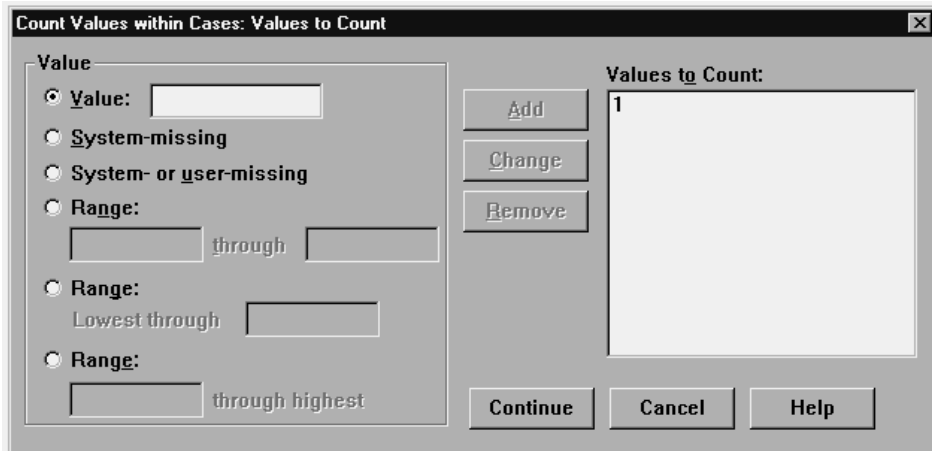 Count Values within Cases: Values to Count
Value
Value:
System-missing
System- or user-missing
Range:
through
Range:
Lowest through
Range:
through highest
Add
Change
Remove
Values to Count:
1
Continue
Cancel
Help